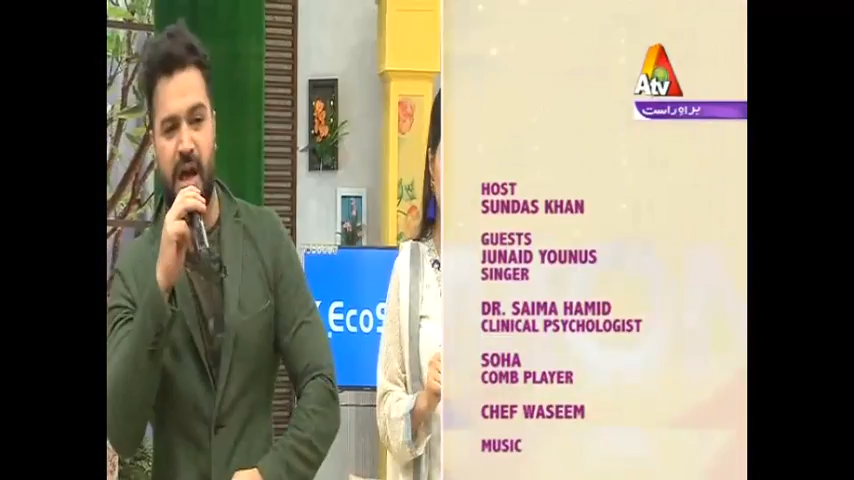 Atv
براہ راست
HOST
SUNDAS KHAN
GUESTS
JUNAID YOUNUS
SINGER
DR. SAIMA HAMID
CLINICAL PSYCHOLOGIST
SOHA
COMB PLAYER
CHEF WASEEM
MUSIC
EcoS